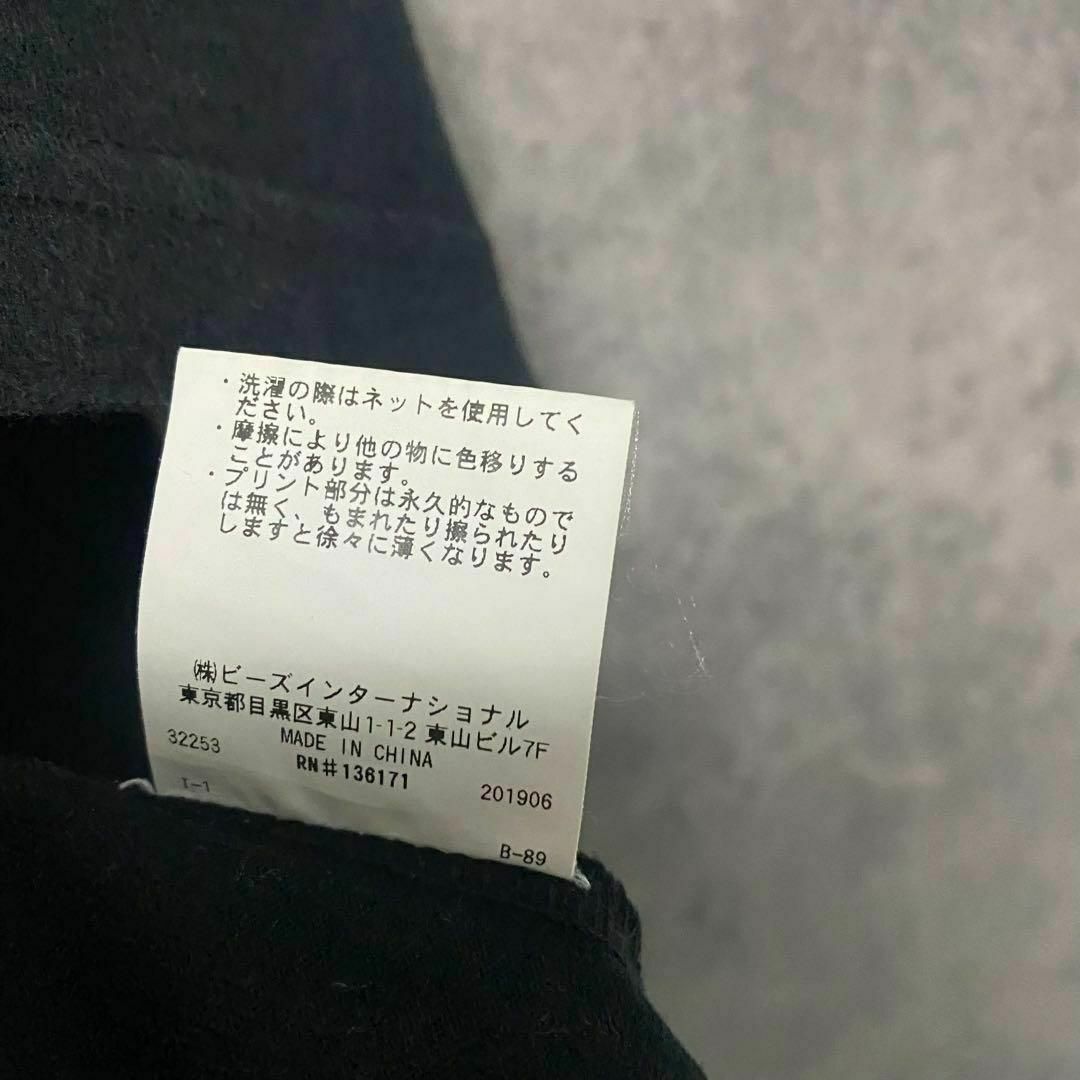 ・洗濯の際はネットを使用してく
ださい。
・摩擦により他の物に色移りする
ことがあります。
・プリント部分は永久的なもので
は無く、もまれたり擦られたり
しますと徐々に薄くなります。
㈱ビーズインターナショナル
東京都目黒区東山1-1-2 東山ビル7F
32253 MADE IN CHINA
RN#136171
I-1 201906
B-89